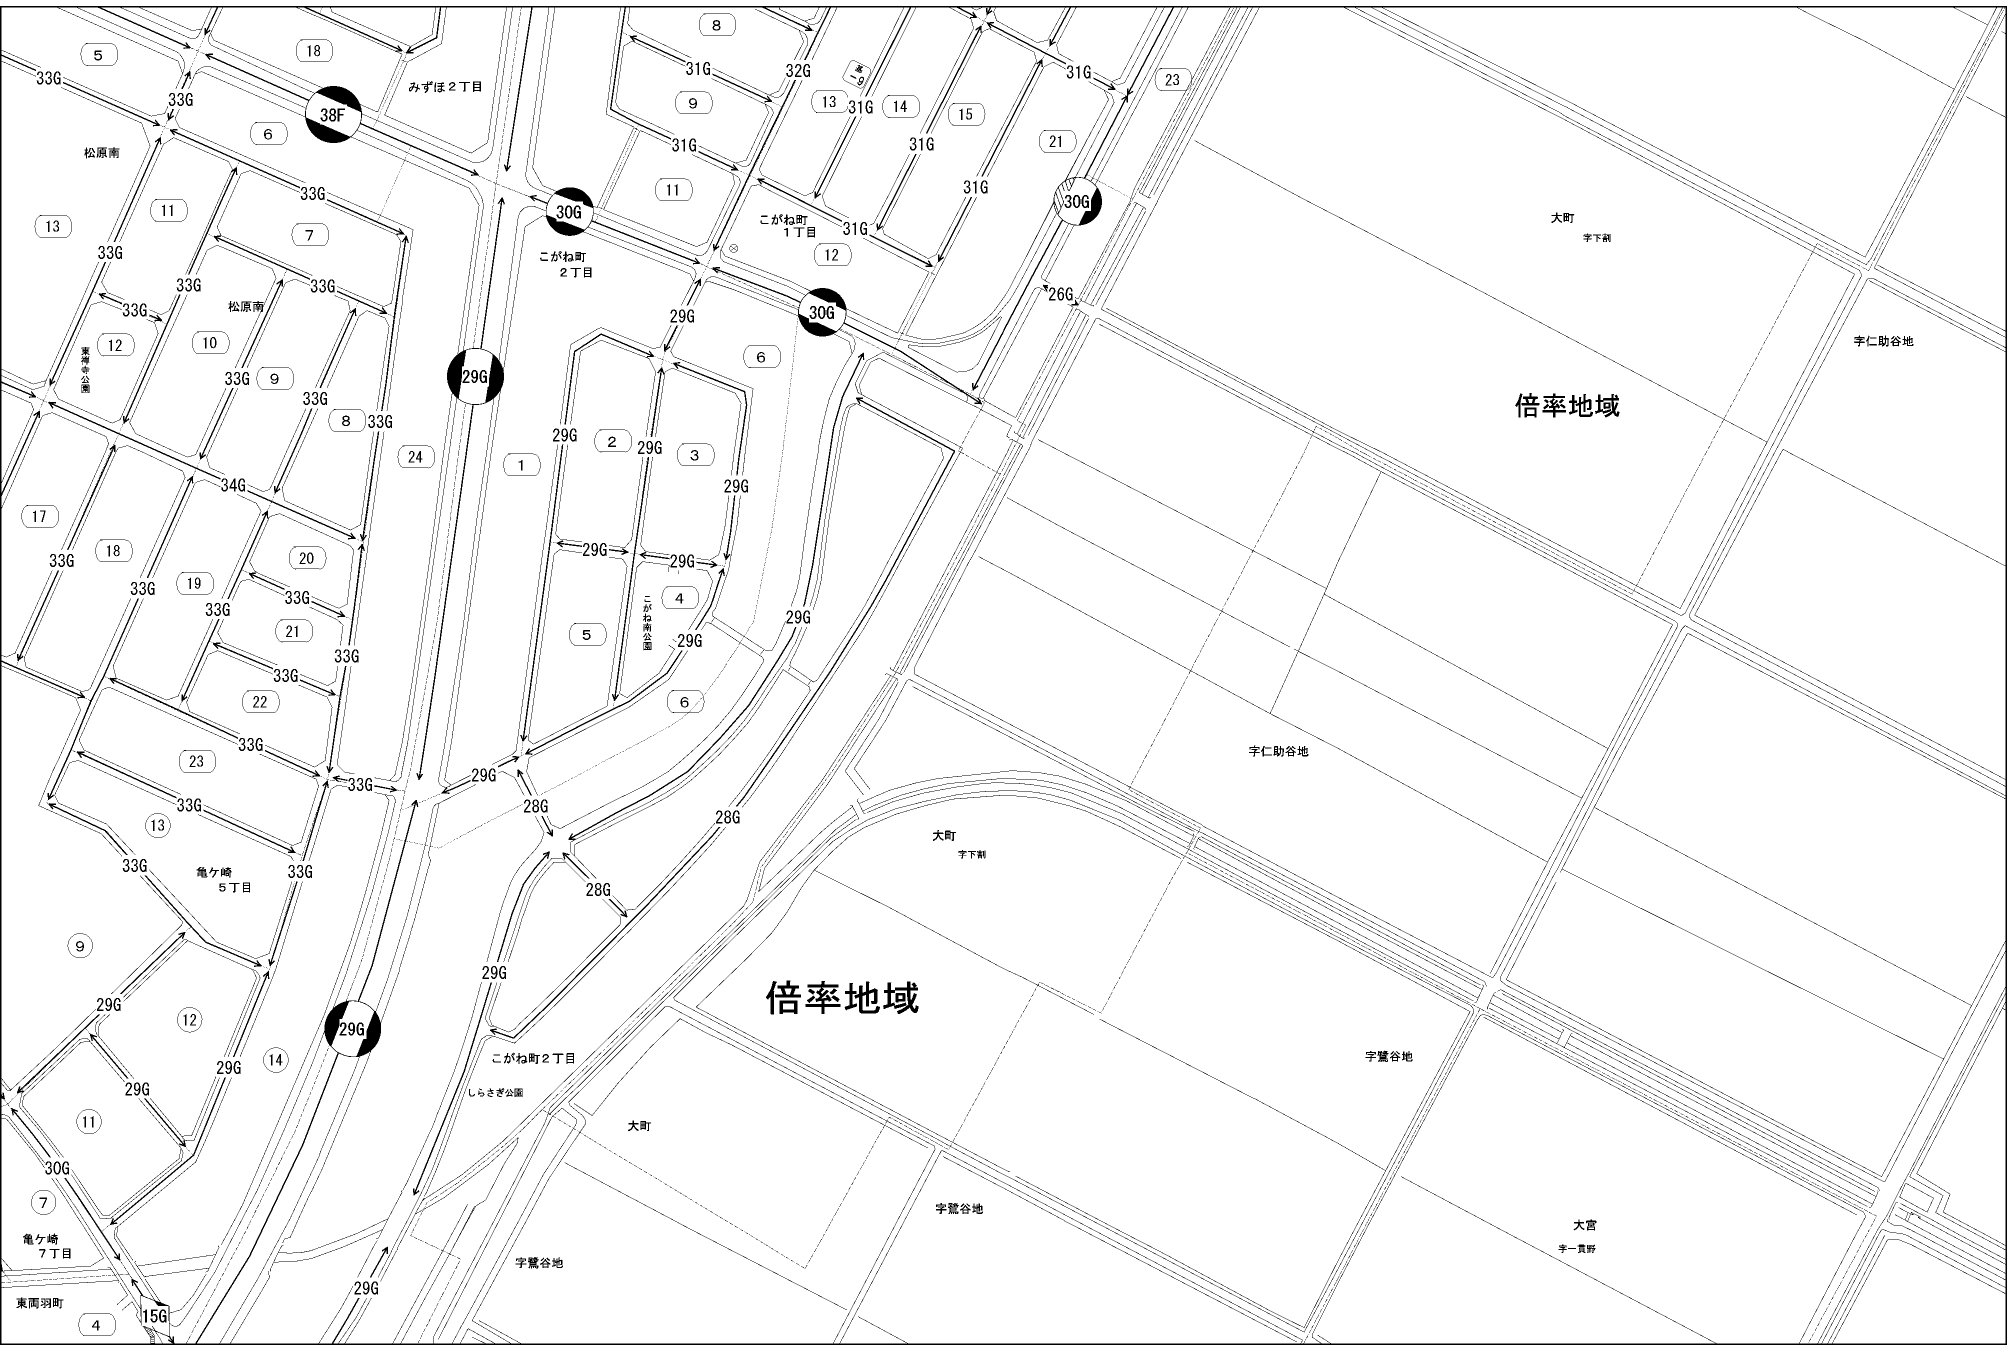 8
5
18
31G
32G
31G
23
33G
みずほ２丁目
33G
9
13
31G
14
15
38F
6
21
松原南
31G
31G
33G
11
31G
30G
11
30G
13
7
こがね町
１丁目
31G
33G
こがね町
２丁目
12
33G
33G
26G
33G
松原南
29G
30G
大町
字下割
12
10
東禅寺公園
6
字仁助谷地
33G
9
29G
33G
8
33G
倍率地域
29G
2
29G
3
24
1
34G
29G
17
18
20
29G
29G
33G
33G
19
33G
33G
4
こがね南公園
29G
21
5
29G
33G
33G
22
6
33G
字仁助谷地
23
33G
29G
33G
28G
28G
13
大町
字下割
33G
亀ケ崎
５丁目
33G
28G
9
29G
29G
倍率地域
12
29G
14
29G
こがね町２丁目
字鷺谷地
29G
しらさぎ公園
11
大町
30G
7
字鷺谷地
大宮
亀ケ崎
７丁目
字鷺谷地
字一貫野
29G
東両羽町
15G
4